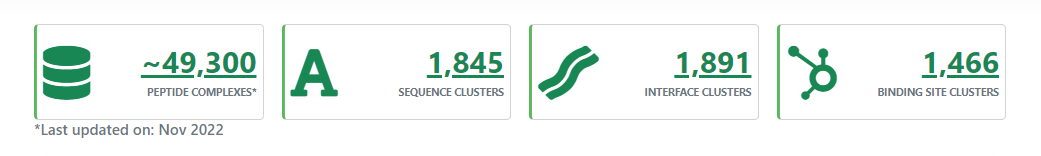 ~49,300
PEPTIDE COMPLEXES*
1,845
SEQUENCE CLUSTERS
1,891
INTERFACE CLUSTERS
1,466
BINDING SITE CLUSTERS
*Last updated on: Nov 2022